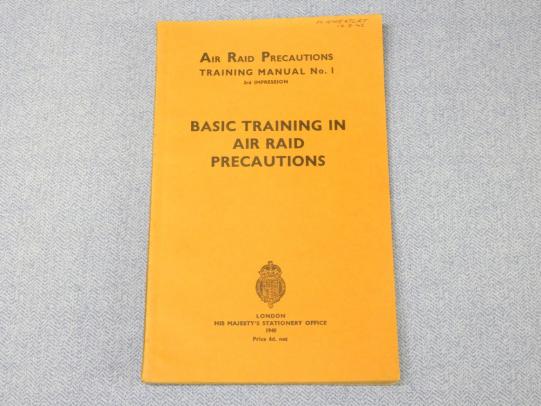 AIR RAID PRECAUTIONS
TRAINING MANUAL No. 1
3rd IMPRESSION
BASIC TRAINING IN
AIR RAID
PRECAUTIONS
LONDON
HIS MAJESTY'S STATIONERY OFFICE
1940
Price 4d. net